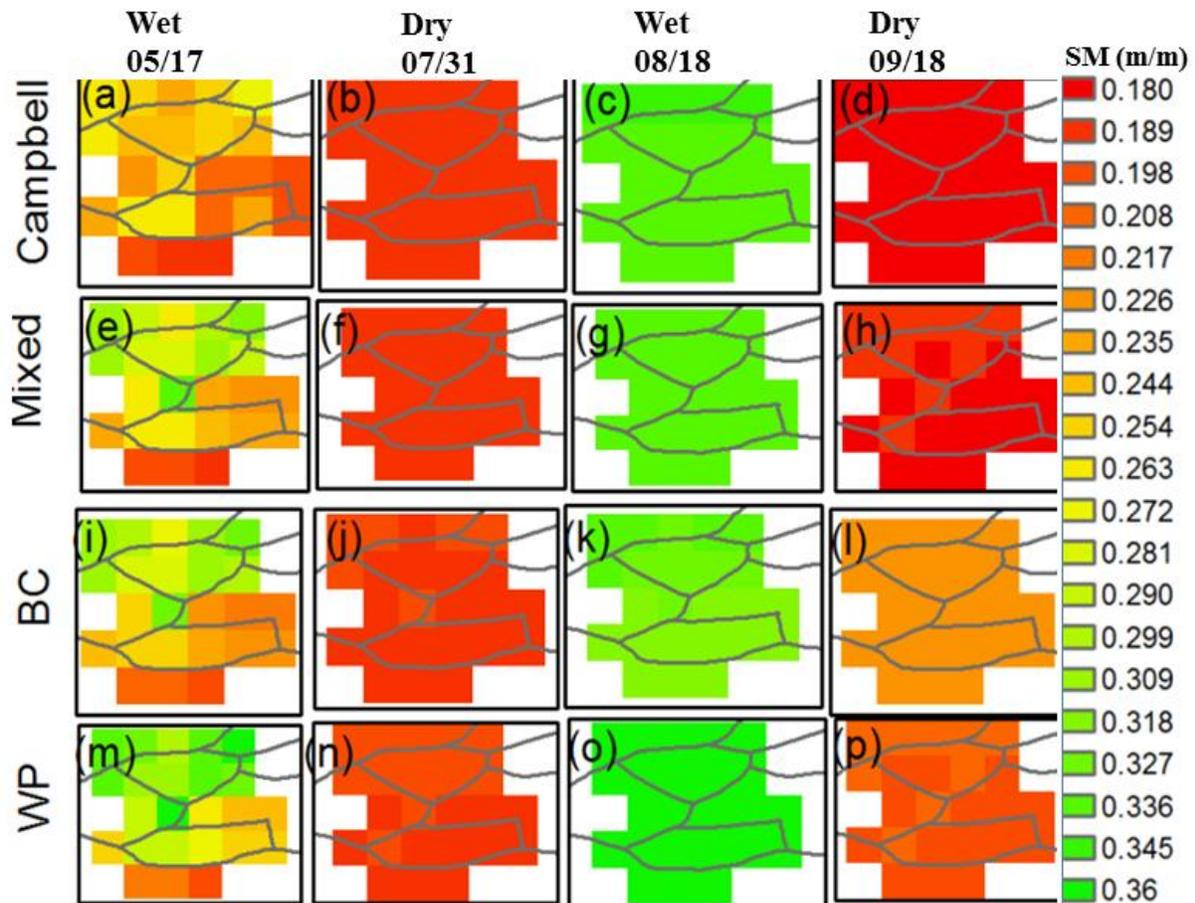 Wet Dry Wet Dry
05/17 07/31 08/18 09/18
SM (m/m)
Campbell
(a) (b) (c) (d)
Mixed
(e) (f) (g) (h)
BC
(i) (j) (k) (l)
WP
(m) (n) (o) (p)
0.180
0.189
0.198
0.208
0.217
0.226
0.235
0.244
0.254
0.263
0.272
0.281
0.290
0.299
0.309
0.318
0.327
0.336
0.345
0.36